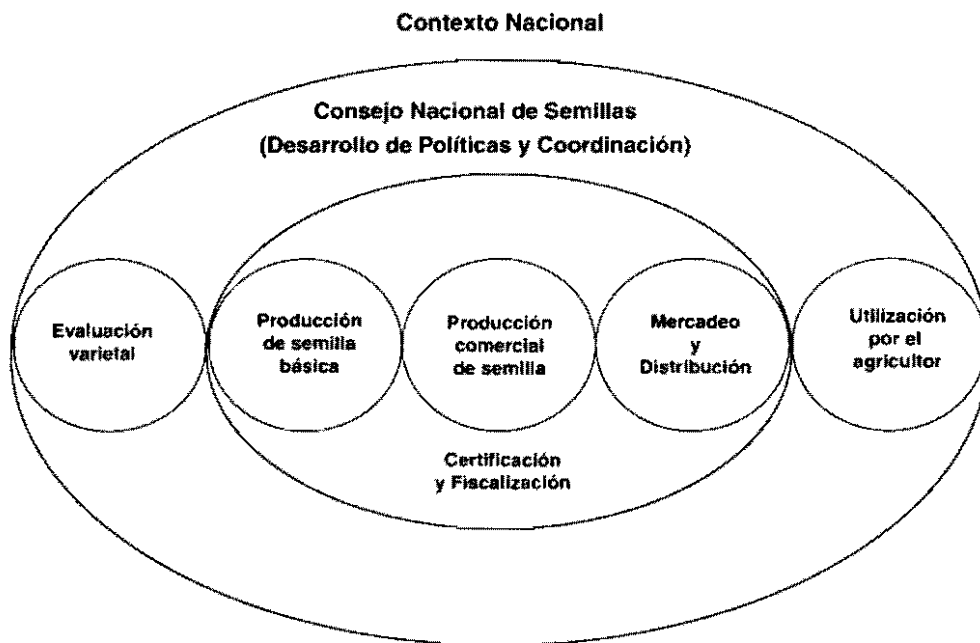 Contexto Nacional
Consejo Nacional de Semillas
(Desarrollo de Políticas y Coordinación)
Evaluación
varietal
Producción
de semilla
básica
Producción
comercial
de semilla
Mercadeo
y
Distribución
Utilización
por el
agricultor
Certificación
y Fiscalización